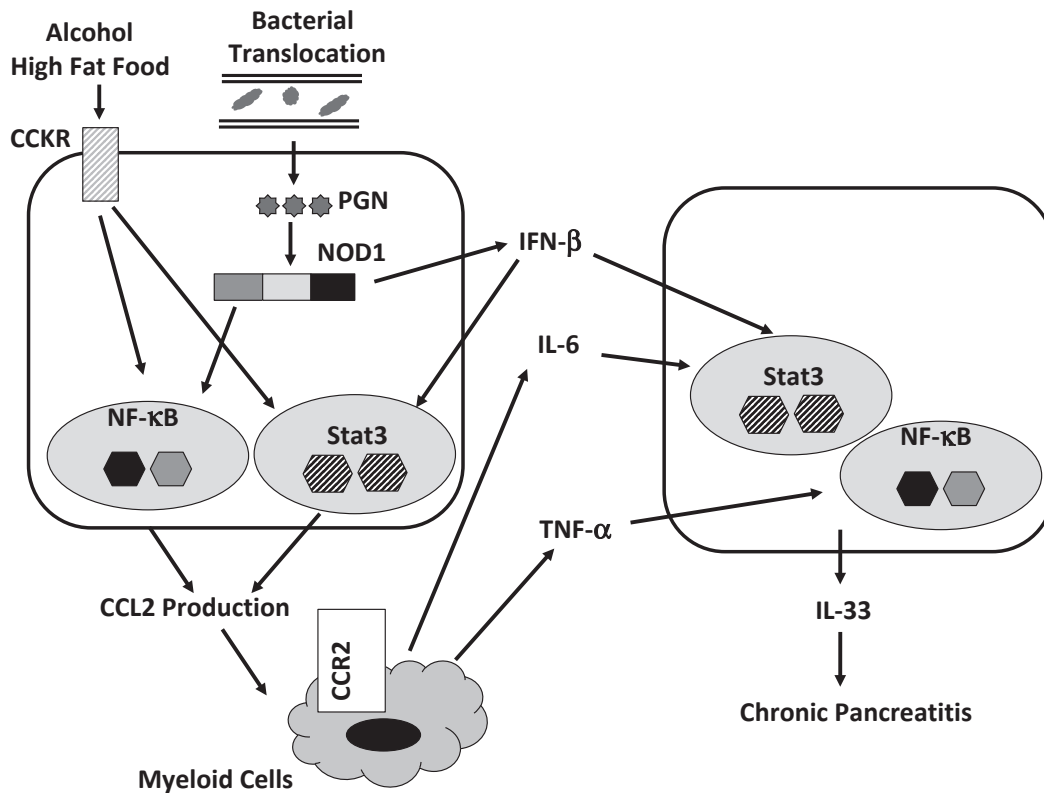 Alcohol
High Fat Food
Bacterial
Translocation
CCKR
PGN
NOD1
IFN-β
IL-6
Stat3
NF-κB
NF-κB
Stat3
TNF-α
CCL2 Production
IL-33
CCR2
Chronic Pancreatitis
Myeloid Cells